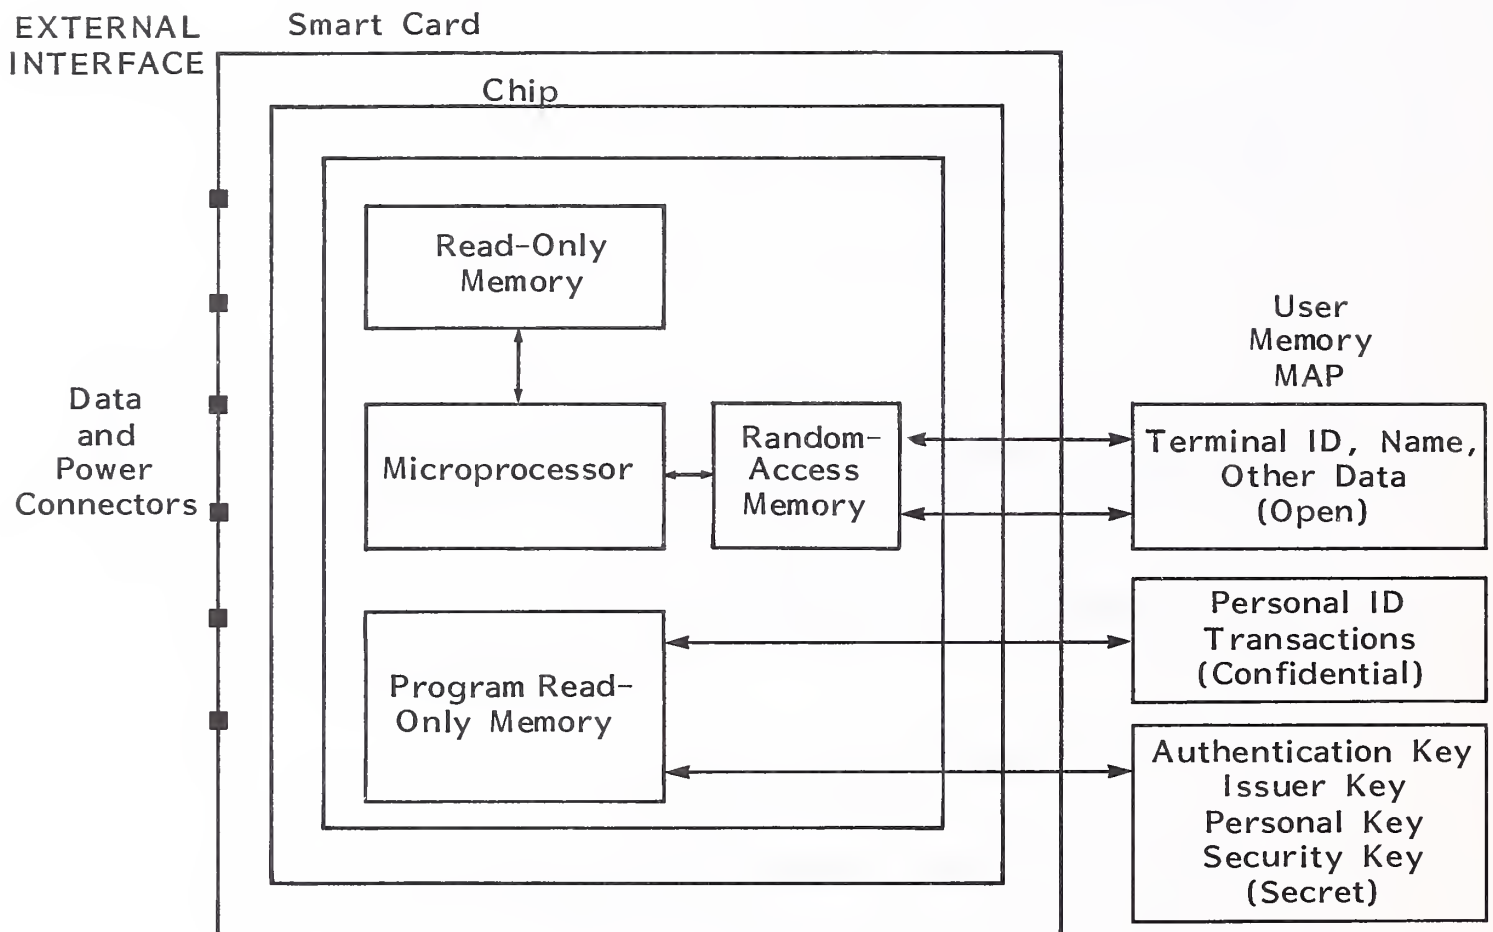 EXTERNAL
INTERFACE
Smart Card
Chip
Read-Only
Memory
Data
and
Power
Connectors
Microprocessor
Random-
Access
Memory
Program Read-
Only Memory
User
Memory
MAP
Terminal ID, Name,
Other Data
(Open)
Personal ID
Transactions
(Confidential)
Authentication Key
Issuer Key
Personal Key
Security Key
(Secret)